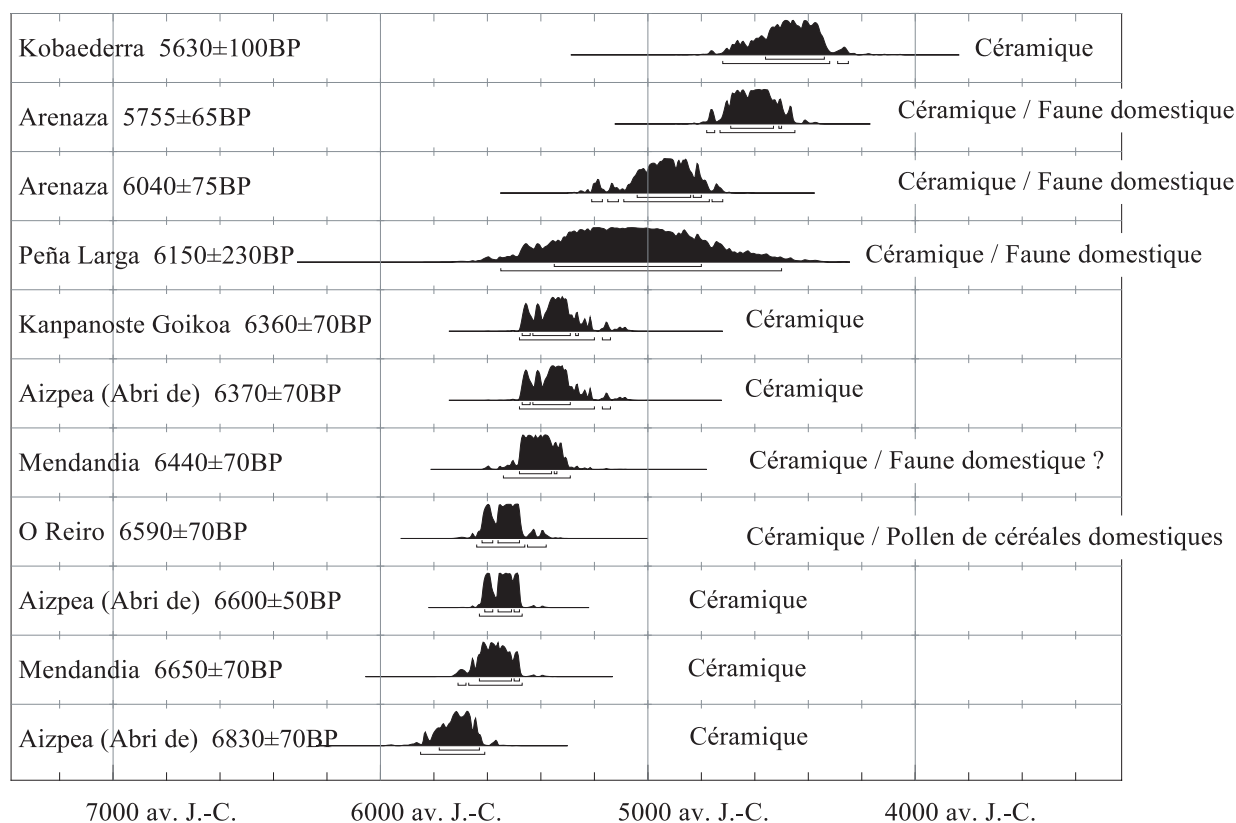 Kobaederra 5630±100BP Céramique
Arenaza 5755±65BP Céramique / Faune domestique
Arenaza 6040±75BP Céramique / Faune domestique
Peña Larga 6150±230BP Céramique / Faune domestique
Kanpanoste Goikoa 6360±70BP Céramique
Aizpea (Abri de) 6370±70BP Céramique
Mendandia 6440±70BP Céramique / Faune domestique ?
O Reiro 6590±70BP Céramique / Pollen de céréales domestiques
Aizpea (Abri de) 6600±50BP Céramique
Mendandia 6650±70BP Céramique
Aizpea (Abri de) 6830±70BP Céramique
7000 av. J.-C. 6000 av. J.-C. 5000 av. J.-C. 4000 av. J.-C.